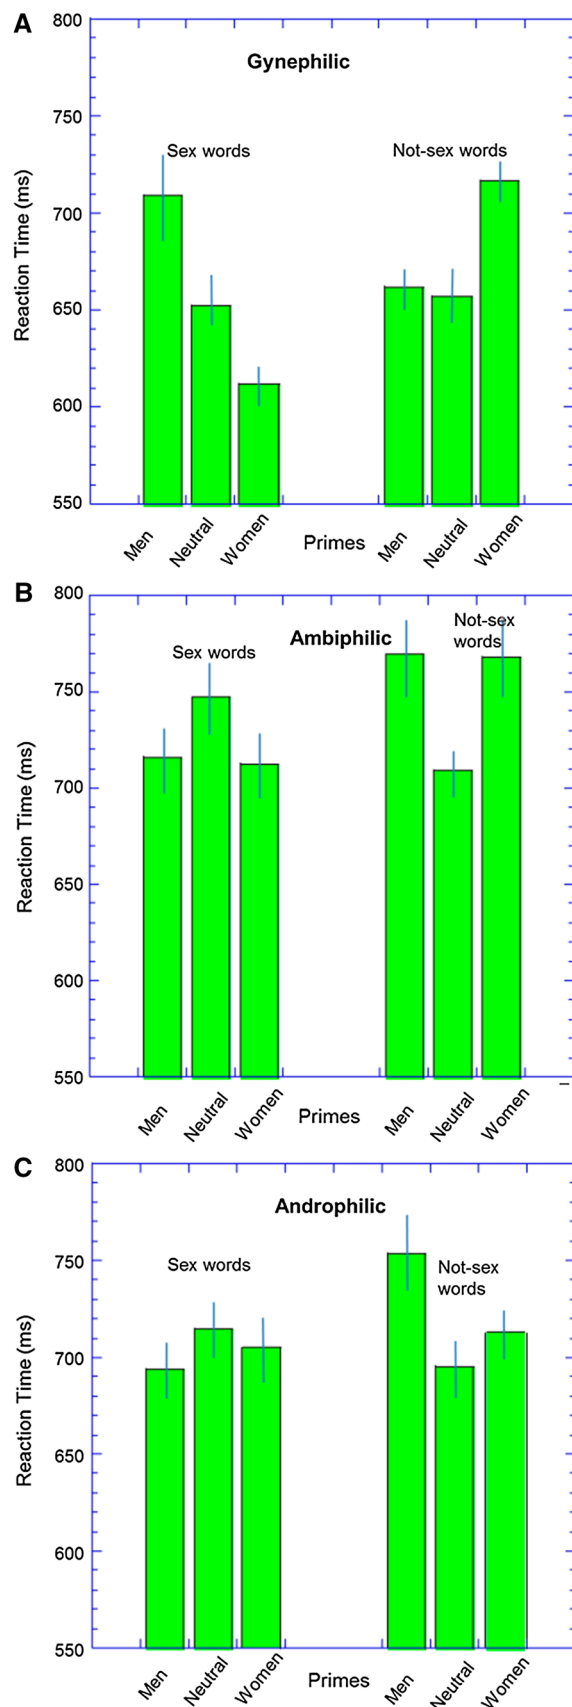 A
800
Gynephilic
750
Sex words
Not-sex words
700
Reaction Time (ms)
650
600
550
Men
Neutral
Women
Primes
Men
Neutral
Women
B
800
Not-sex
words
Ambiphilic
Sex words
750
Reaction Time (ms)
700
650
600
550
Men
Neutral
Women
Primes
Men
Neutral
Women
C
800
Androphilic
Sex words
Not-sex
words
750
Reaction Time (ms)
700
650
600
550
Men
Neutral
Women
Primes
Men
Neutral
Women